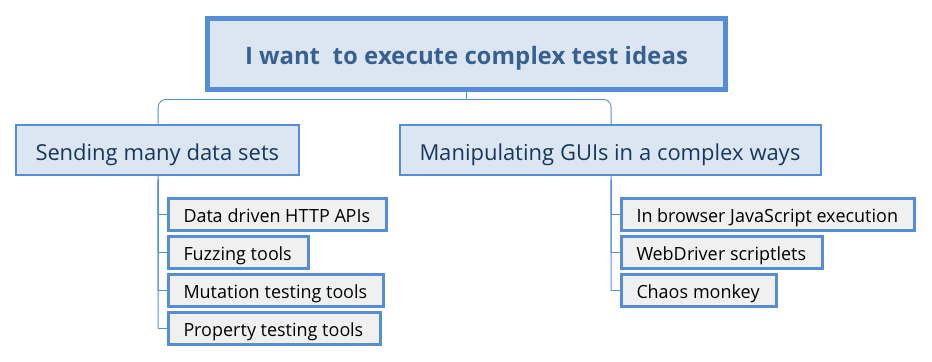 I want  to execute complex test ideas
Sending many data sets
Data driven HTTP APIs
Fuzzing tools
Mutation testing tools
Property testing tools
Manipulating GUIs in a complex ways
In browser JavaScript execution
WebDriver scriptlets
Chaos monkey